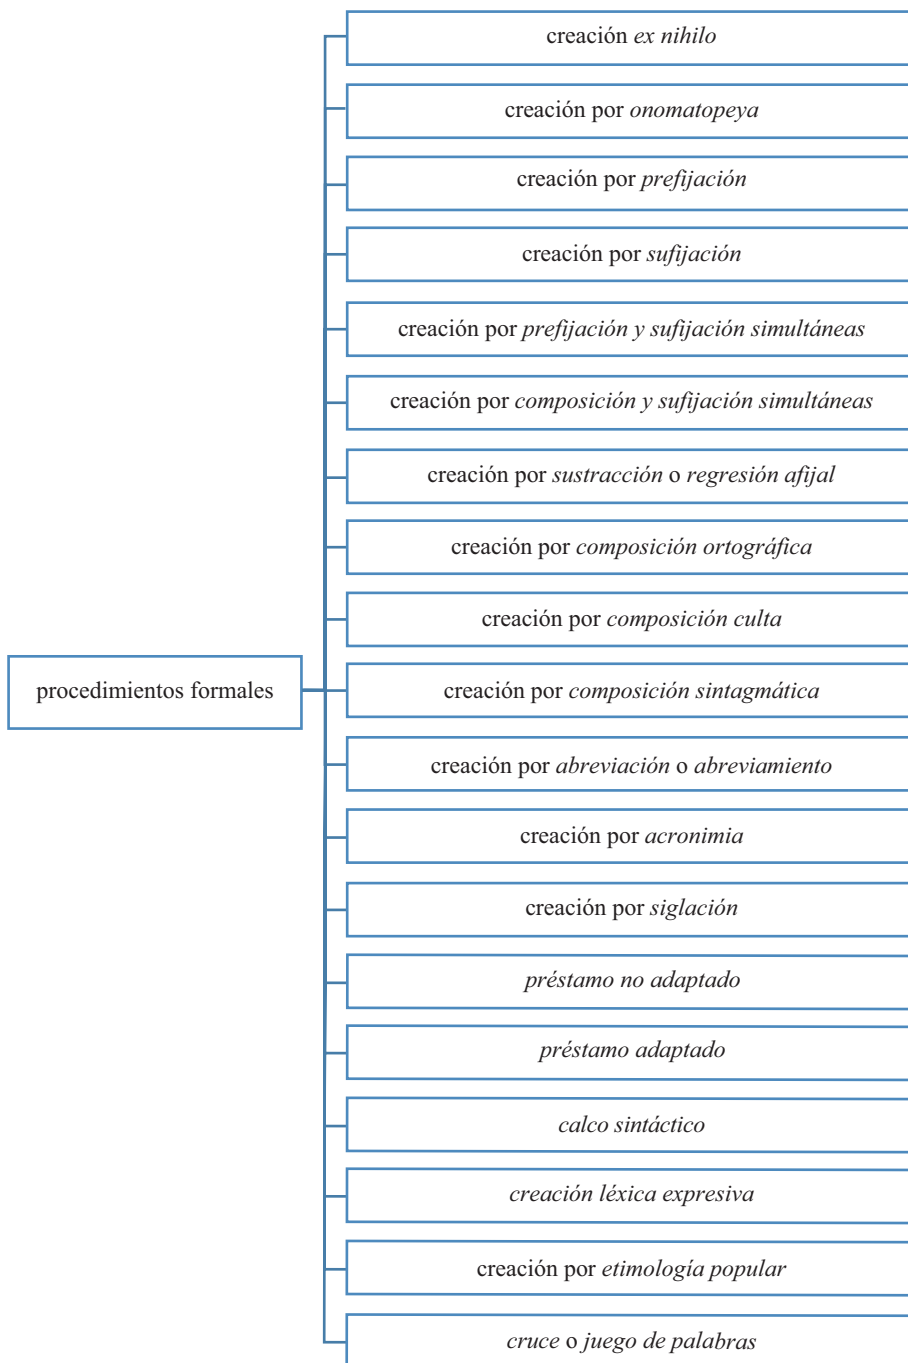 creación ex nihilo
creación por onomatopeya
creación por prefijación
creación por sufijación
creación por prefijación y sufijación simultáneas
creación por composición y sufijación simultáneas
creación por sustracción o regresión afijal
creación por composición ortográfica
creación por composición culta
procedimientos formales
creación por composición sintagmática
creación por abreviación o abreviamiento
creación por acronimia
creación por siglación
préstamo no adaptado
préstamo adaptado
calco sintáctico
creación léxica expresiva
creación por etimología popular
cruce o juego de palabras